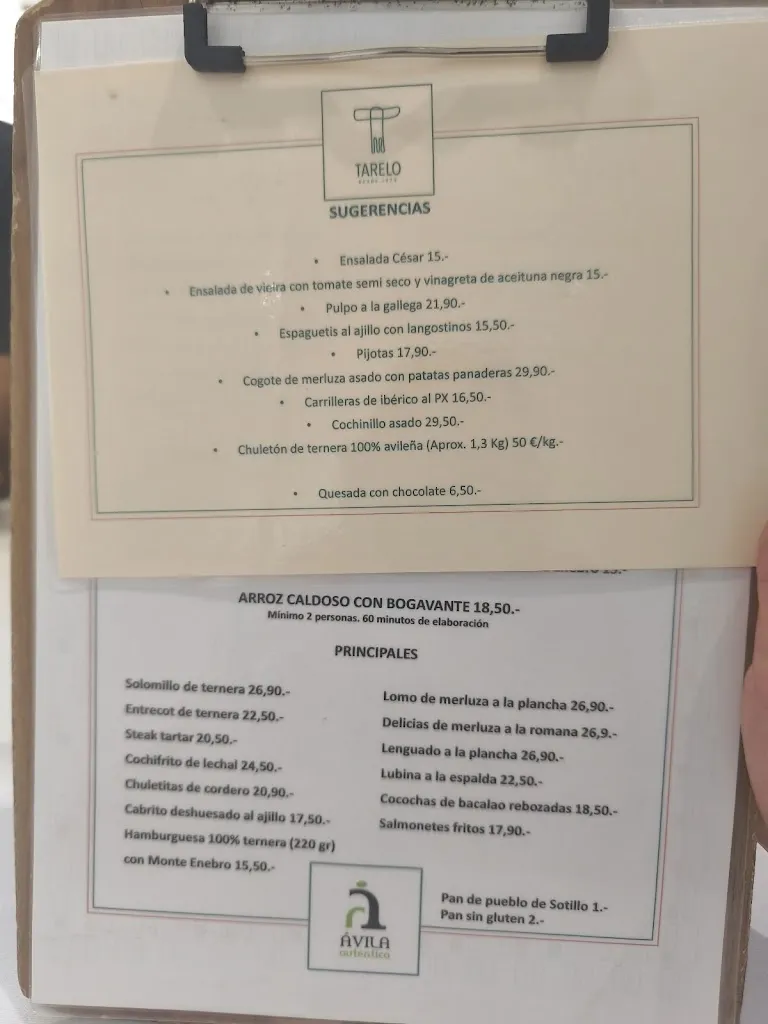 TARELO
SUGERENCIAS
• Ensalada César 15.-
• Ensalada de vieira con tomate semi seco y vinagreta de aceituna negra 15.-
• Pulpo a la gallega 21,90.-
• Espaguetis al ajillo con langostinos 15,50.-
• Pijotas 17,90.-
• Cogote de merluza asado con patatas panaderas 29,90.-
• Carrilleras de ibérico al PX 16,50.-
• Cochinillo asado 29,50.-
• Chuletón de ternera 100% avileña (Aprox. 1,3 Kg) 50 €/kg.-
• Quesada con chocolate 6,50.-
ARROZ CALDOSO CON BOGAVANTE 18,50.-
Mínimo 2 personas. 60 minutos de elaboración
PRINCIPALES
Solomillo de ternera 26,90.-
Entrecot de ternera 22,50.-
Steak tartar 20,50.-
Cochifrito de lechal 24,50.-
Chuletitas de cordero 20,90.-
Cabrito deshuesado al ajillo 17,50.-
Hamburguesa 100% ternera (220 gr)
con Monte Enebro 15,50.-
Lomo de merluza a la plancha 26,90.-
Delicias de merluza a la romana 26,9.-
Lenguado a la plancha 26,90.-
Lubina a la espalda 22,50.-
Cocochas de bacalao rebozadas 18,50.-
Salmonetes fritos 17,90.-
Pan de pueblo de Sotillo 1.-
Pan sin gluten 2.-
ÁVILA
auténtica